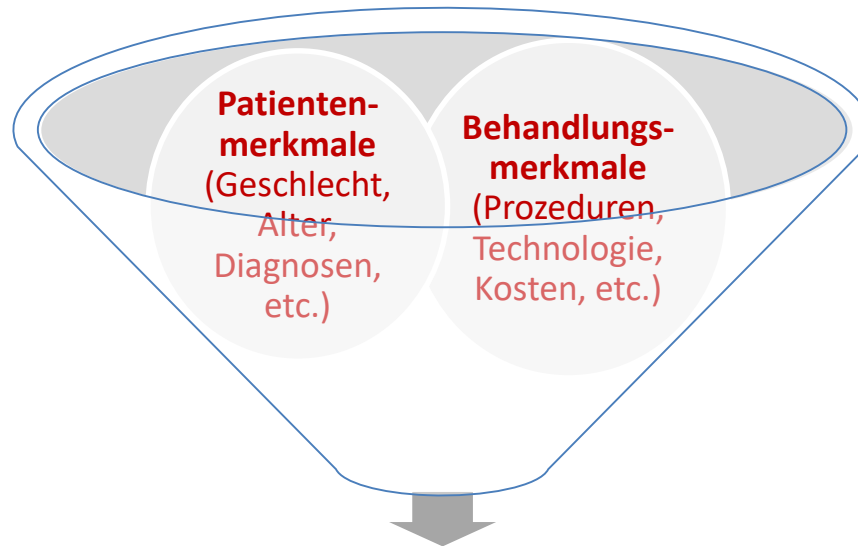 Patienten-
merkmale
(Geschlecht,
Alter,
Diagnosen,
etc.)
Behandlungs-
merkmale
(Prozeduren,
Technologie,
Kosten, etc.)